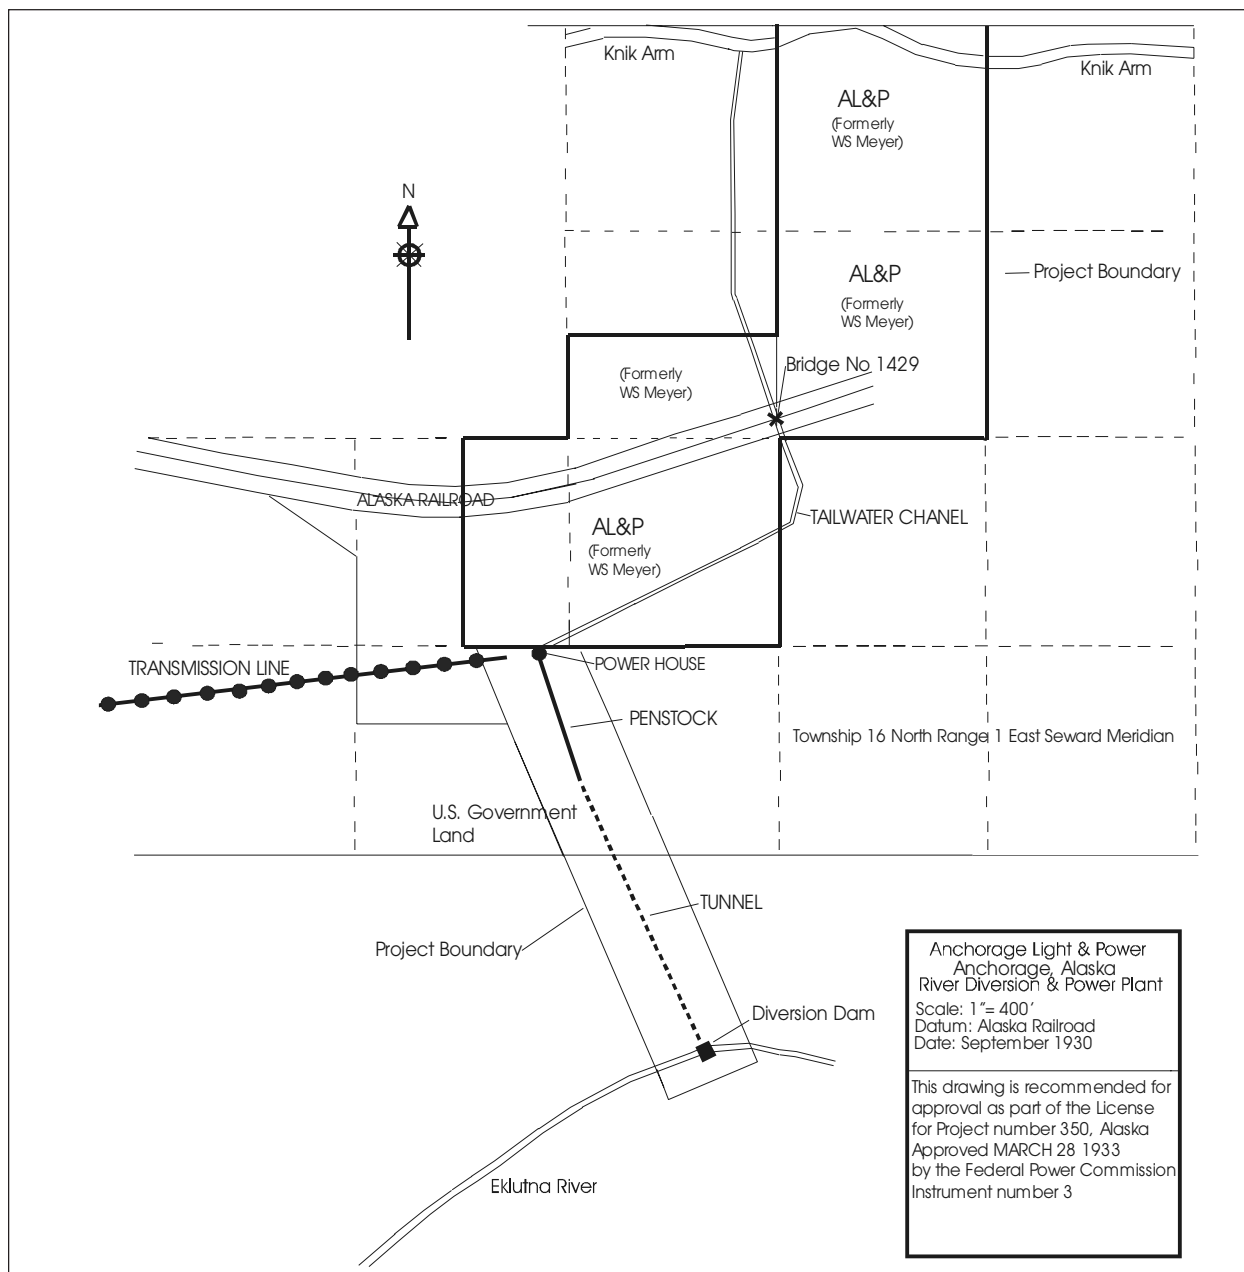 Knik Arm
Knik Arm
AL&P
(Formerly
WS Meyer)
N
AL&P
(Formerly
WS Meyer)
Project Boundary
(Formerly
WS Meyer)
Bridge No 1429
ALASKA RAILROAD
AL&P
(Formerly
WS Meyer)
TAILWATER CHANEL
TRANSMISSION LINE
POWER HOUSE
PENSTOCK
Township 16 North Range 1 East Seward Meridian
U.S. Government
Land
TUNNEL
Project Boundary
Diversion Dam
Eklutna River
Anchorage Light & Power
Anchorage, Alaska
River Diversion & Power Plant
Scale: 1"= 400'
Datum: Alaska Railroad
Date: September 1930
This drawing is recommended for
approval as part of the License
for Project number 350, Alaska
Approved MARCH 28 1933
by the Federal Power Commission
Instrument number 3